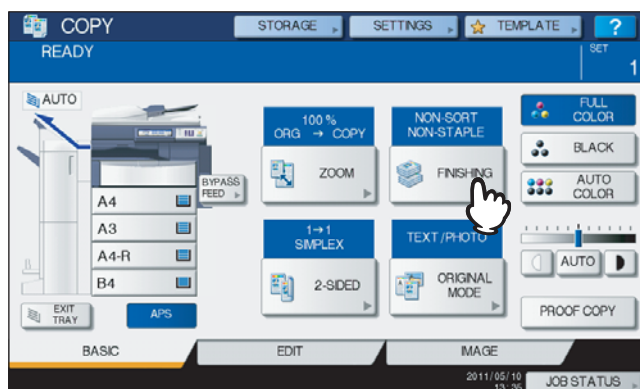 COPY
STORAGE
SETTINGS
TEMPLATE
?
READY
SET
1
AUTO
BYPASS
FEED
A4
A3
A4-R
B4
EXIT
TRAY
APS
100 %
ORG → COPY
ZOOM
NON-SORT
NON-STAPLE
FINISHING
1→1
SIMPLEX
2-SIDED
TEXT/PHOTO
ORIGINAL
MODE
FULL
COLOR
BLACK
AUTO
COLOR
AUTO
PROOF COPY
BASIC
EDIT
IMAGE
2011/05/10
13:35
JOB STATUS